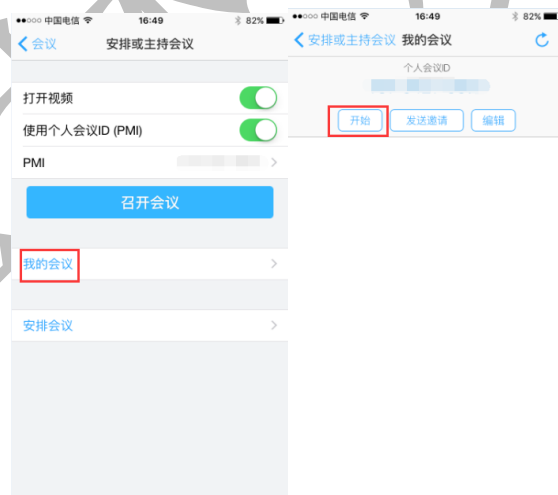 中国电信 16:49 82%
会议 安排或主持会议
打开视频
使用个人会议ID (PMI)
PMI
召开会议
我的会议
安排会议
中国电信 16:49 82%
安排或主持会议 我的会议
个人会议ID
开始 发送邀请 编辑